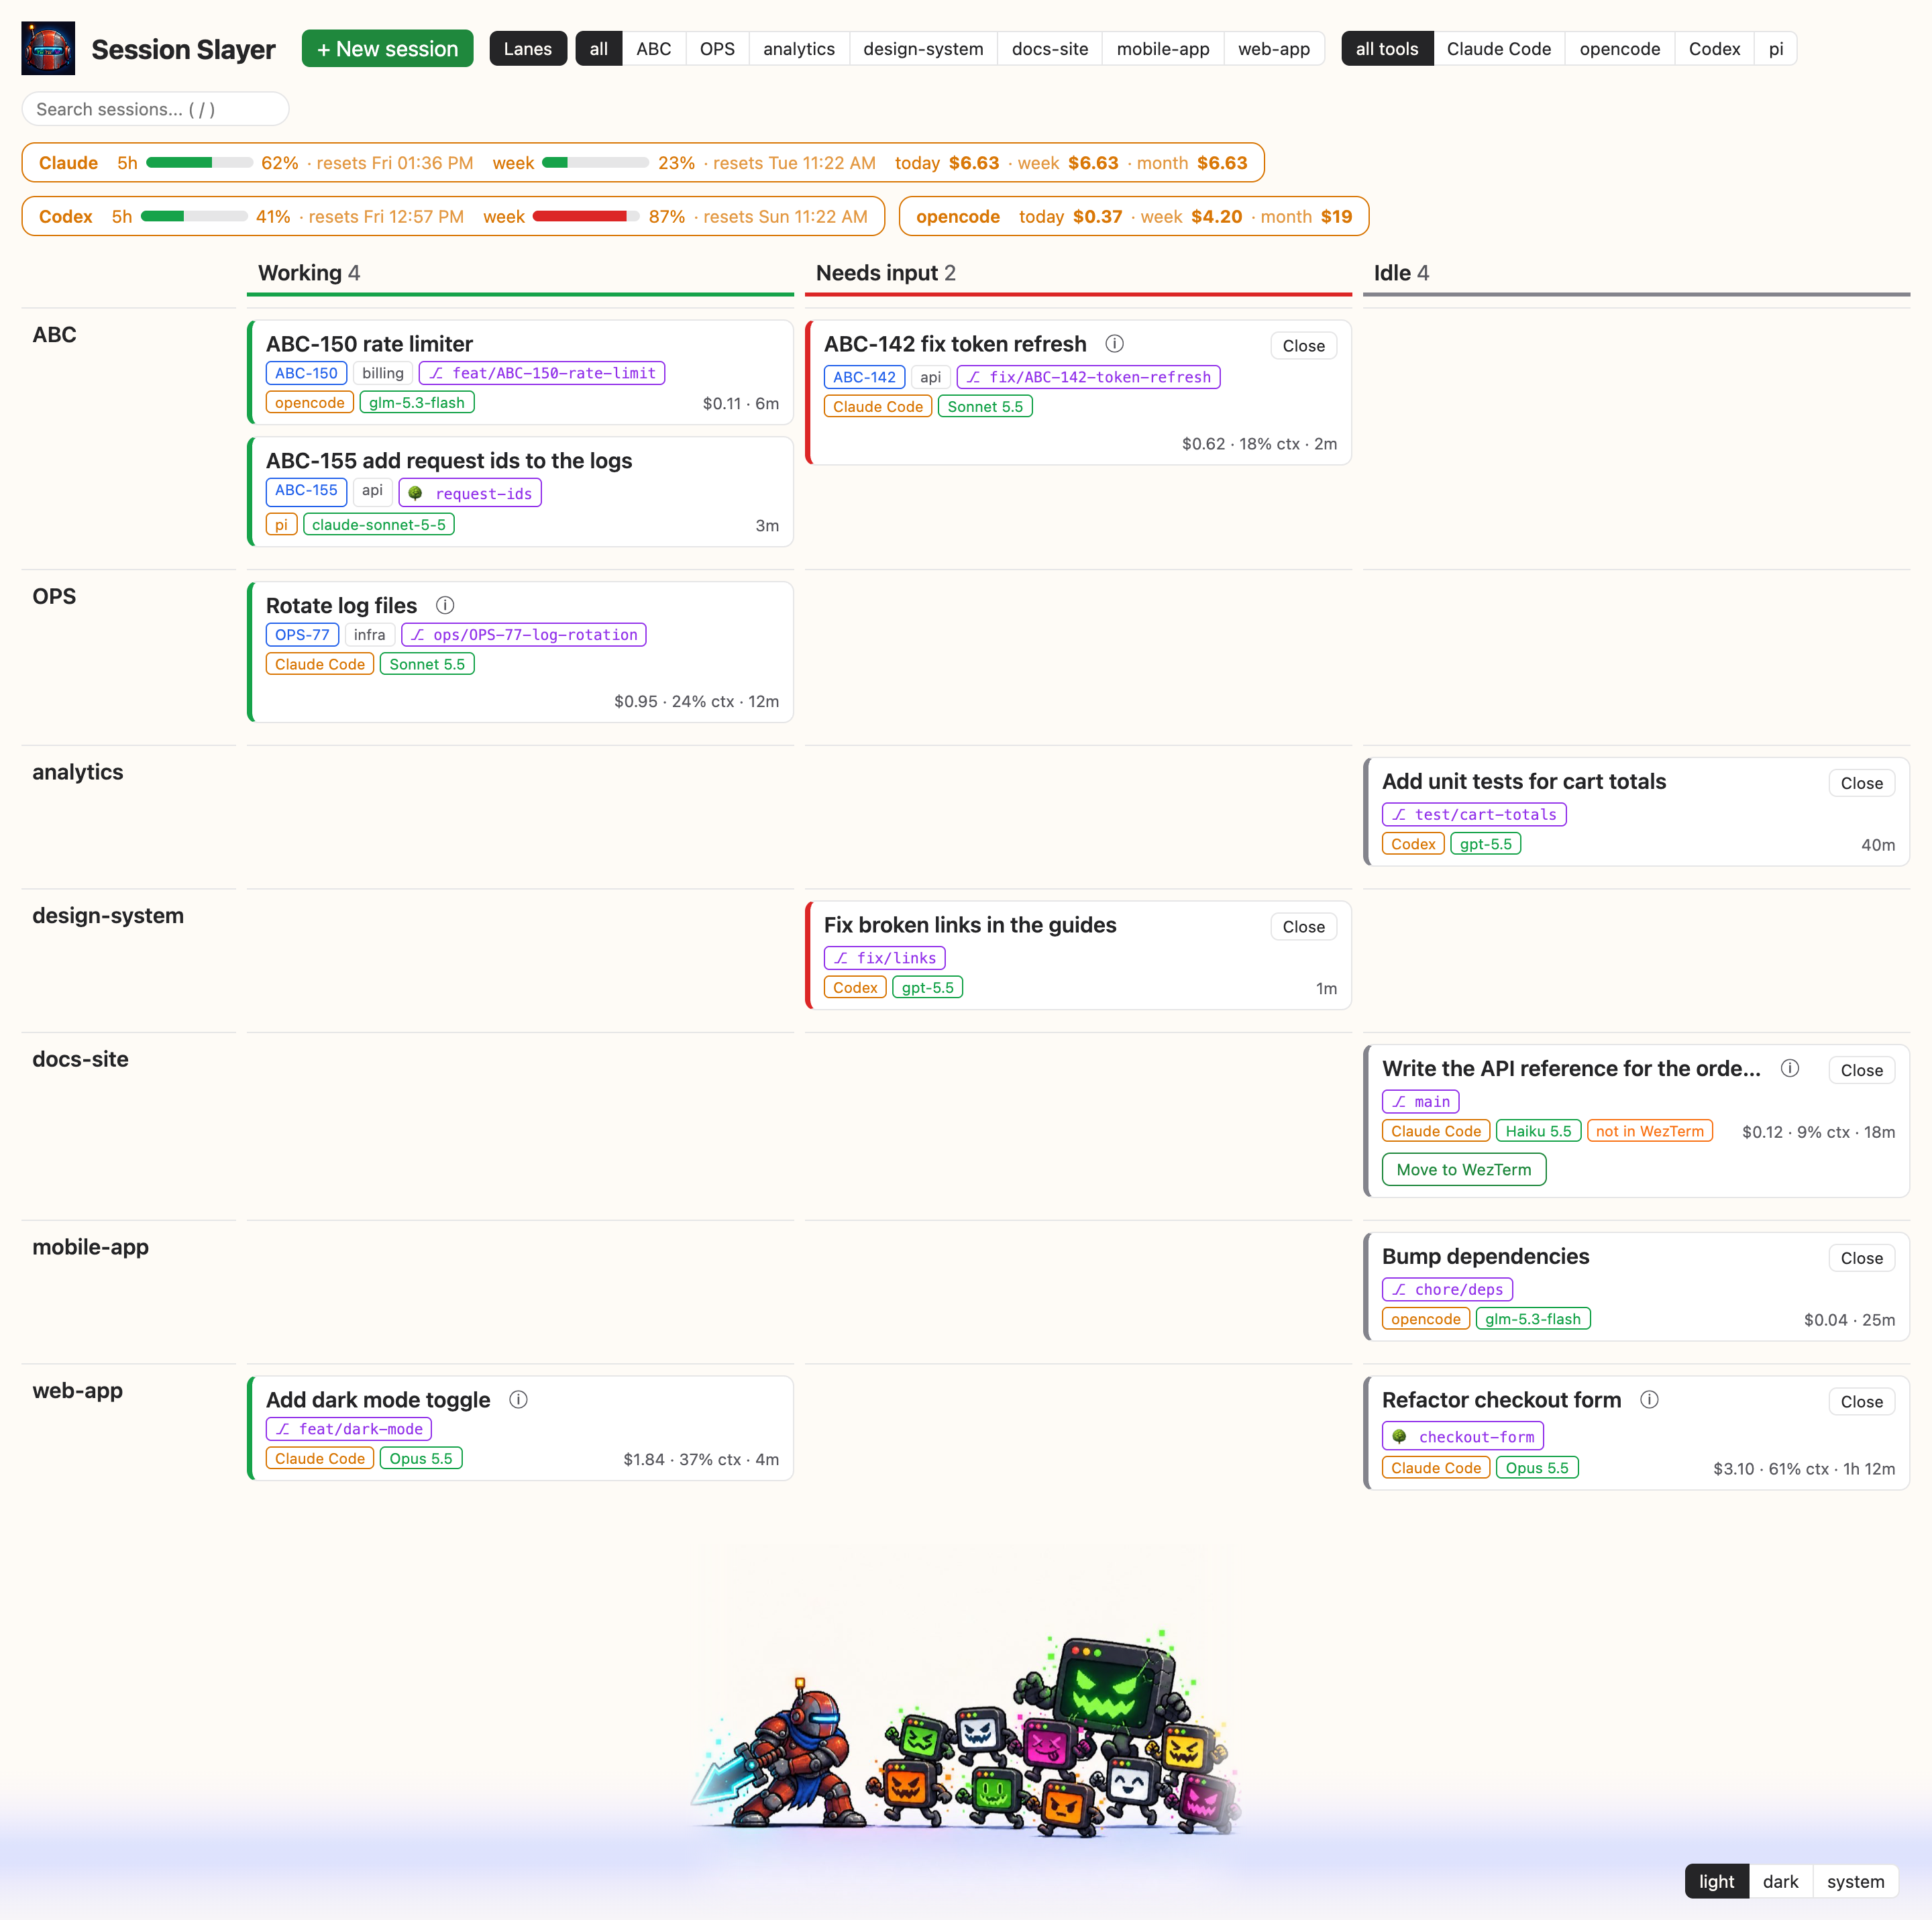 Session Slayer + New session Lanes all ABC OPS analytics design-system docs-site mobile-app web-app all tools Claude Code opencode Codex pi
Search sessions... ( / )
Claude 5h 62% · resets Fri 01:36 PM week 23% · resets Tue 11:22 AM today $6.63 · week $6.63 · month $6.63
Codex 5h 41% · resets Fri 12:57 PM week 87% · resets Sun 11:22 AM
opencode today $0.37 · week $4.20 · month $19
Working 4
Needs input 2
Idle 4
ABC
ABC-150 rate limiter
ABC-150 billing feat/ABC-150-rate-limit
opencode glm-5.3-flash $0.11 · 6m
ABC-155 add request ids to the logs
ABC-155 api request-ids
pi claude-sonnet-5-5 3m
ABC-142 fix token refresh ⓘ Close
ABC-142 api fix/ABC-142-token-refresh
Claude Code Sonnet 5.5
$0.62 · 18% ctx · 2m
OPS
Rotate log files ⓘ
OPS-77 infra ops/OPS-77-log-rotation
Claude Code Sonnet 5.5
$0.95 · 24% ctx · 12m
analytics
Add unit tests for cart totals Close
test/cart-totals
Codex gpt-5.5 40m
design-system
Fix broken links in the guides Close
fix/links
Codex gpt-5.5 1m
docs-site
Write the API reference for the orde... ⓘ Close
main
Claude Code Haiku 5.5 not in WezTerm $0.12 · 9% ctx · 18m
Move to WezTerm
mobile-app
Bump dependencies Close
chore/deps
opencode glm-5.3-flash $0.04 · 25m
web-app
Add dark mode toggle ⓘ
feat/dark-mode
Claude Code Opus 5.5 $1.84 · 37% ctx · 4m
Refactor checkout form ⓘ Close
checkout-form
Claude Code Opus 5.5 $3.10 · 61% ctx · 1h 12m
light dark system